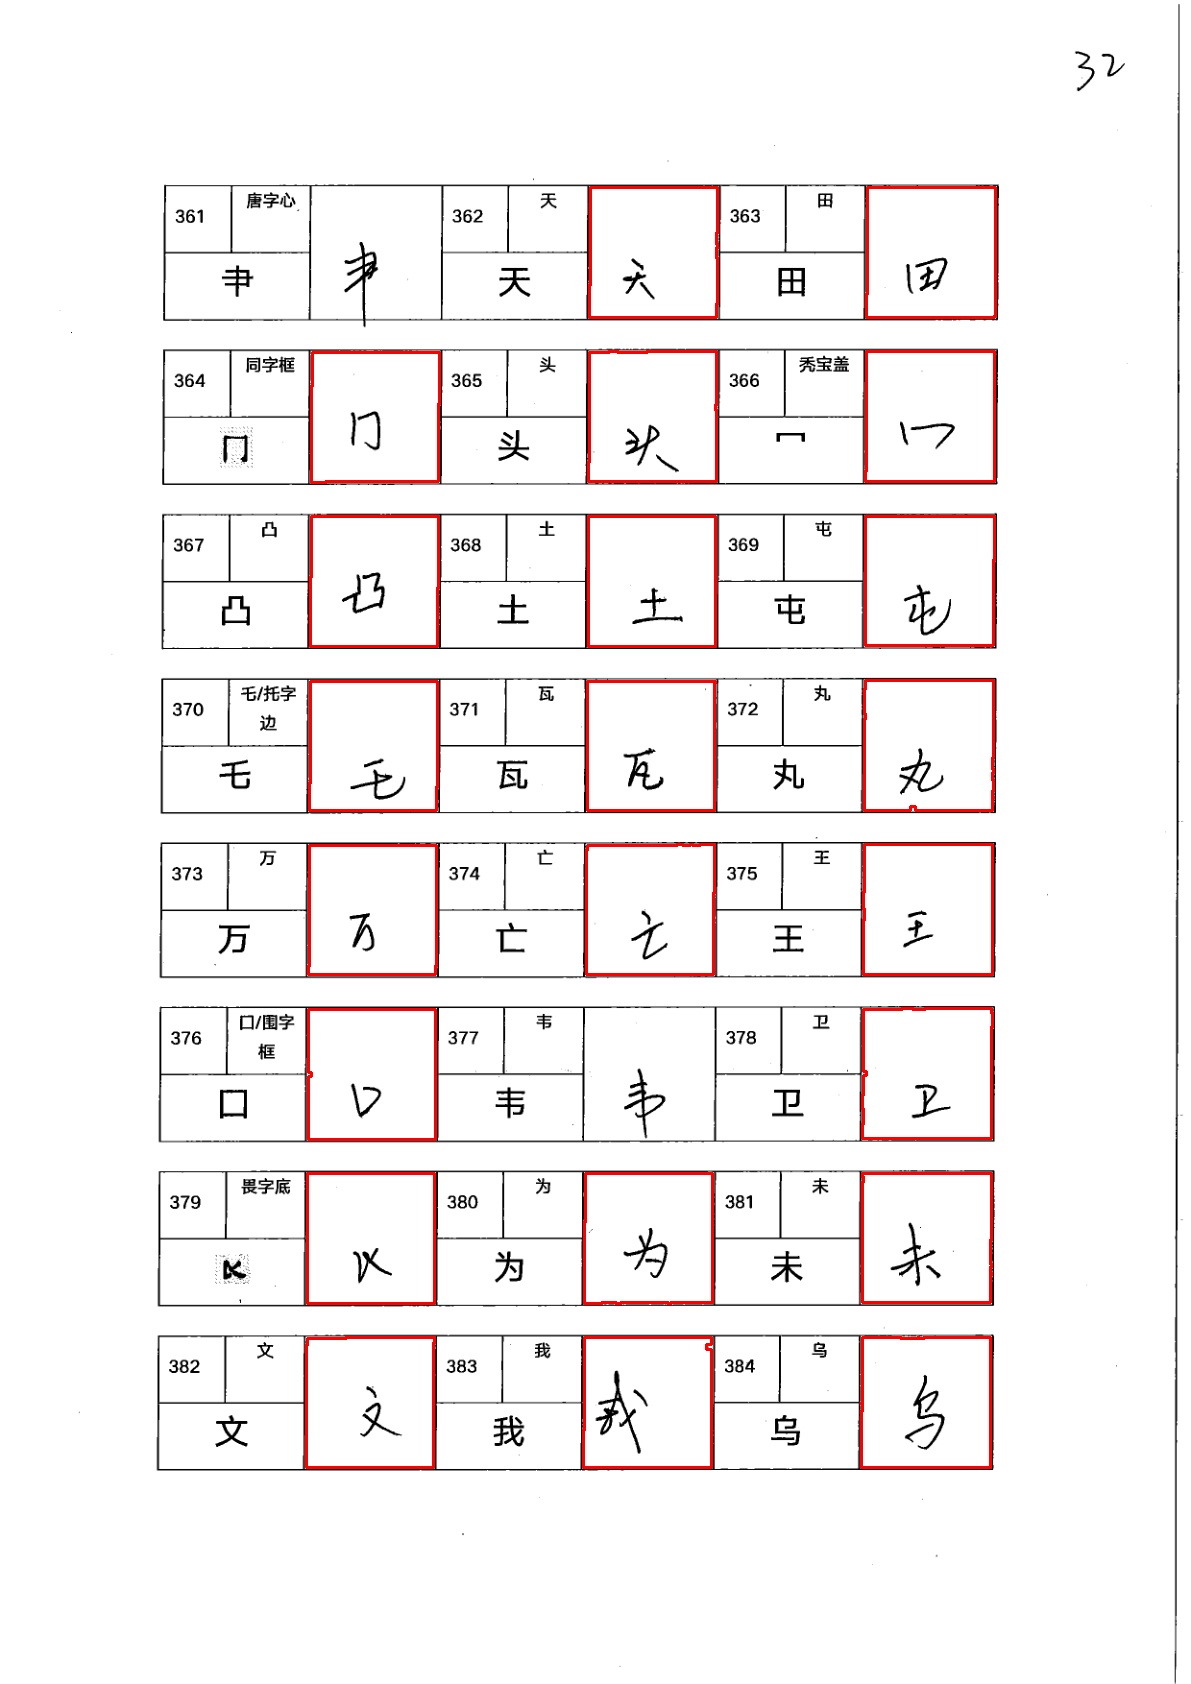 32
361 唐字心 肀 肀 362 天 天 天 363 田 田 田
364 同字框 冂 冂 365 头 头 头 366 秃宝盖 冖 冖
367 凸 凸 凸 368 土 土 土 369 屯 屯 屯
370 毛/托字边 乇 乇 371 瓦 瓦 瓦 372 丸 丸 丸
373 万 万 万 374 亡 亡 亡 375 王 王 王
376 囗/围字框 囗 囗 377 韦 韦 韦 378 卫 卫 卫
379 畏字底 380 为 为 为 381 未 未 未
382 文 文 文 383 我 我 我 384 乌 乌 乌